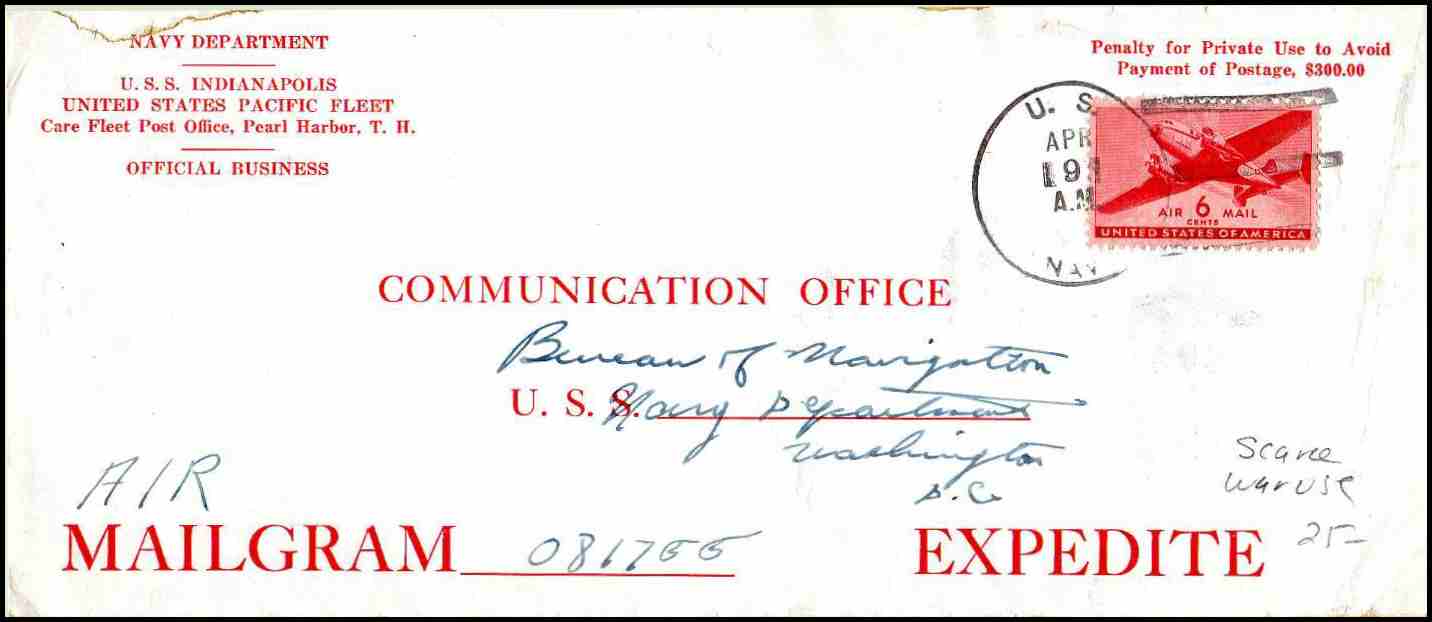 NAVY DEPARTMENT
U. S. S. INDIANAPOLIS
UNITED STATES PACIFIC FLEET
Care Fleet Post Office, Pearl Harbor, T. H.
OFFICIAL BUSINESS
Penalty for Private Use to Avoid
Payment of Postage, $300.00
U. S.
APR
19
A.M.
NAV
AIR 6 MAIL
CENTS
UNITED STATES OF AMERICA
COMMUNICATION OFFICE
Bureau of Navigation
U. S. S. Navy Department
Washington
D.C.
Scarce
war use
25-
AIR
MAILGRAM 081755
EXPEDITE